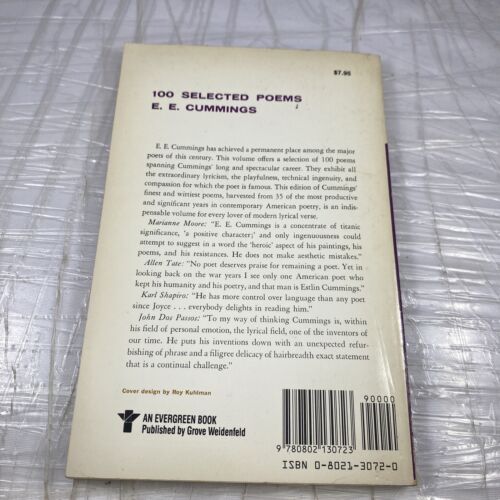 $7.95
100 SELECTED POEMS
E. E. CUMMINGS
E. E. Cummings has achieved a permanent place among the major
poets of this century. This volume offers a selection of 100 poems
spanning Cummings' long and spectacular career. They exhibit all
the extraordinary lyricism, the playfulness, technical ingenuity, and
compassion for which the poet is famous. This edition of Cummings'
finest and wittiest poems, harvested from 35 of the most productive
and significant years in contemporary American poetry, is an indis-
pensable volume for every lover of modern lyrical verse.
Marianne Moore: "E. E. Cummings is a concentrate of titanic
significance, 'a positive character;' and only ingenuousness could
attempt to suggest in a word the 'heroic' aspect of his paintings, his
poems, and his resistances. He does not make aesthetic mistakes."
Allen Tate: "No poet deserves praise for remaining a poet. Yet in
looking back on the war years I see only one American poet who
kept his humanity and his poetry, and that man is Estlin Cummings."
Karl Shapiro: "He has more control over language than any poet
since Joyce . . . everybody delights in reading him."
John Dos Passos: "To my way of thinking Cummings is, within
his field of personal emotion, the lyrical field, one of the inventors of
our time. He puts his inventions down with an unexpected refur-
bishing of phrase and a filigree delicacy of hairbreadth exact statement
that is a continual challenge."
Cover design by Roy Kuhlman
AN EVERGREEN BOOK
Published by Grove Weidenfeld
90000
9 780802 130723
ISBN 0-8021-3072-0